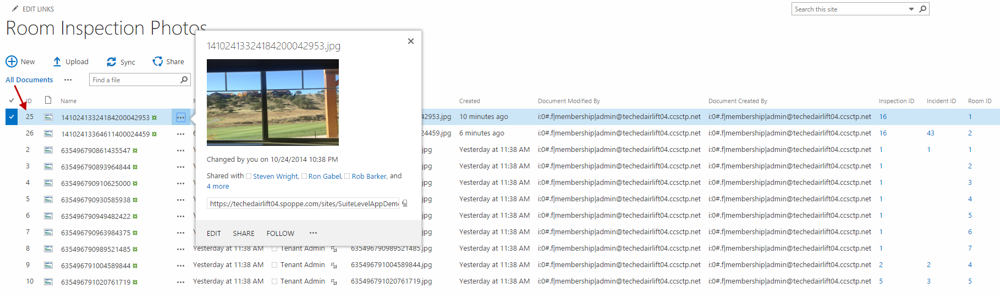 EDIT LINKS
Search this site
Room Inspection Photos
14102413324184200042953.jpg
New Upload Sync Share
All Documents ••• Find a file
ID Name Created Document Modified By Document Created By Inspection ID Incident ID Room ID
25 14102413324184200042953 ••• 42953.jpg 10 minutes ago i:0#.f|membership|admin@techedairlift04.ccsctp.net i:0#.f|membership|admin@techedairlift04.ccsctp.net 16 1
26 14102413364611400024459 ••• 24459.jpg 6 minutes ago i:0#.f|membership|admin@techedairlift04.ccsctp.net i:0#.f|membership|admin@techedairlift04.ccsctp.net 16 43 2
2 635496790861435547 ••• .jpg Yesterday at 11:38 AM i:0#.f|membership|admin@techedairlift04.ccsctp.net i:0#.f|membership|admin@techedairlift04.ccsctp.net 1 1 1
Changed by you on 10/24/2014 10:38 PM
3 635496790893964844 ••• .jpg Yesterday at 11:38 AM i:0#.f|membership|admin@techedairlift04.ccsctp.net i:0#.f|membership|admin@techedairlift04.ccsctp.net 1 2
Shared with Steven Wright, Ron Gabel, Rob Barker, and
4 more
4 635496790910625000 ••• .jpg Yesterday at 11:38 AM i:0#.f|membership|admin@techedairlift04.ccsctp.net i:0#.f|membership|admin@techedairlift04.ccsctp.net 1 3
5 635496790930585938 ••• .jpg Yesterday at 11:38 AM i:0#.f|membership|admin@techedairlift04.ccsctp.net i:0#.f|membership|admin@techedairlift04.ccsctp.net 1 4
https://techedairlift04.spoppe.com/sites/SuiteLevelAppDem
6 635496790949482422 ••• .jpg Yesterday at 11:38 AM i:0#.f|membership|admin@techedairlift04.ccsctp.net i:0#.f|membership|admin@techedairlift04.ccsctp.net 1 5
7 635496790963984375 ••• .jpg Yesterday at 11:38 AM i:0#.f|membership|admin@techedairlift04.ccsctp.net i:0#.f|membership|admin@techedairlift04.ccsctp.net 1 6
EDIT SHARE FOLLOW •••
8 635496790989521485 ••• Yesterday at 11:38 AM Tenant Admin 635496790989521485.jpg Yesterday at 11:38 AM i:0#.f|membership|admin@techedairlift04.ccsctp.net i:0#.f|membership|admin@techedairlift04.ccsctp.net 1 7
9 635496791004589844 ••• Yesterday at 11:38 AM Tenant Admin 635496791004589844.jpg Yesterday at 11:38 AM i:0#.f|membership|admin@techedairlift04.ccsctp.net i:0#.f|membership|admin@techedairlift04.ccsctp.net 2 2 4
10 635496791020761719 ••• Yesterday at 11:38 AM Tenant Admin 635496791020761719.jpg Yesterday at 11:38 AM i:0#.f|membership|admin@techedairlift04.ccsctp.net i:0#.f|membership|admin@techedairlift04.ccsctp.net 5 3 5